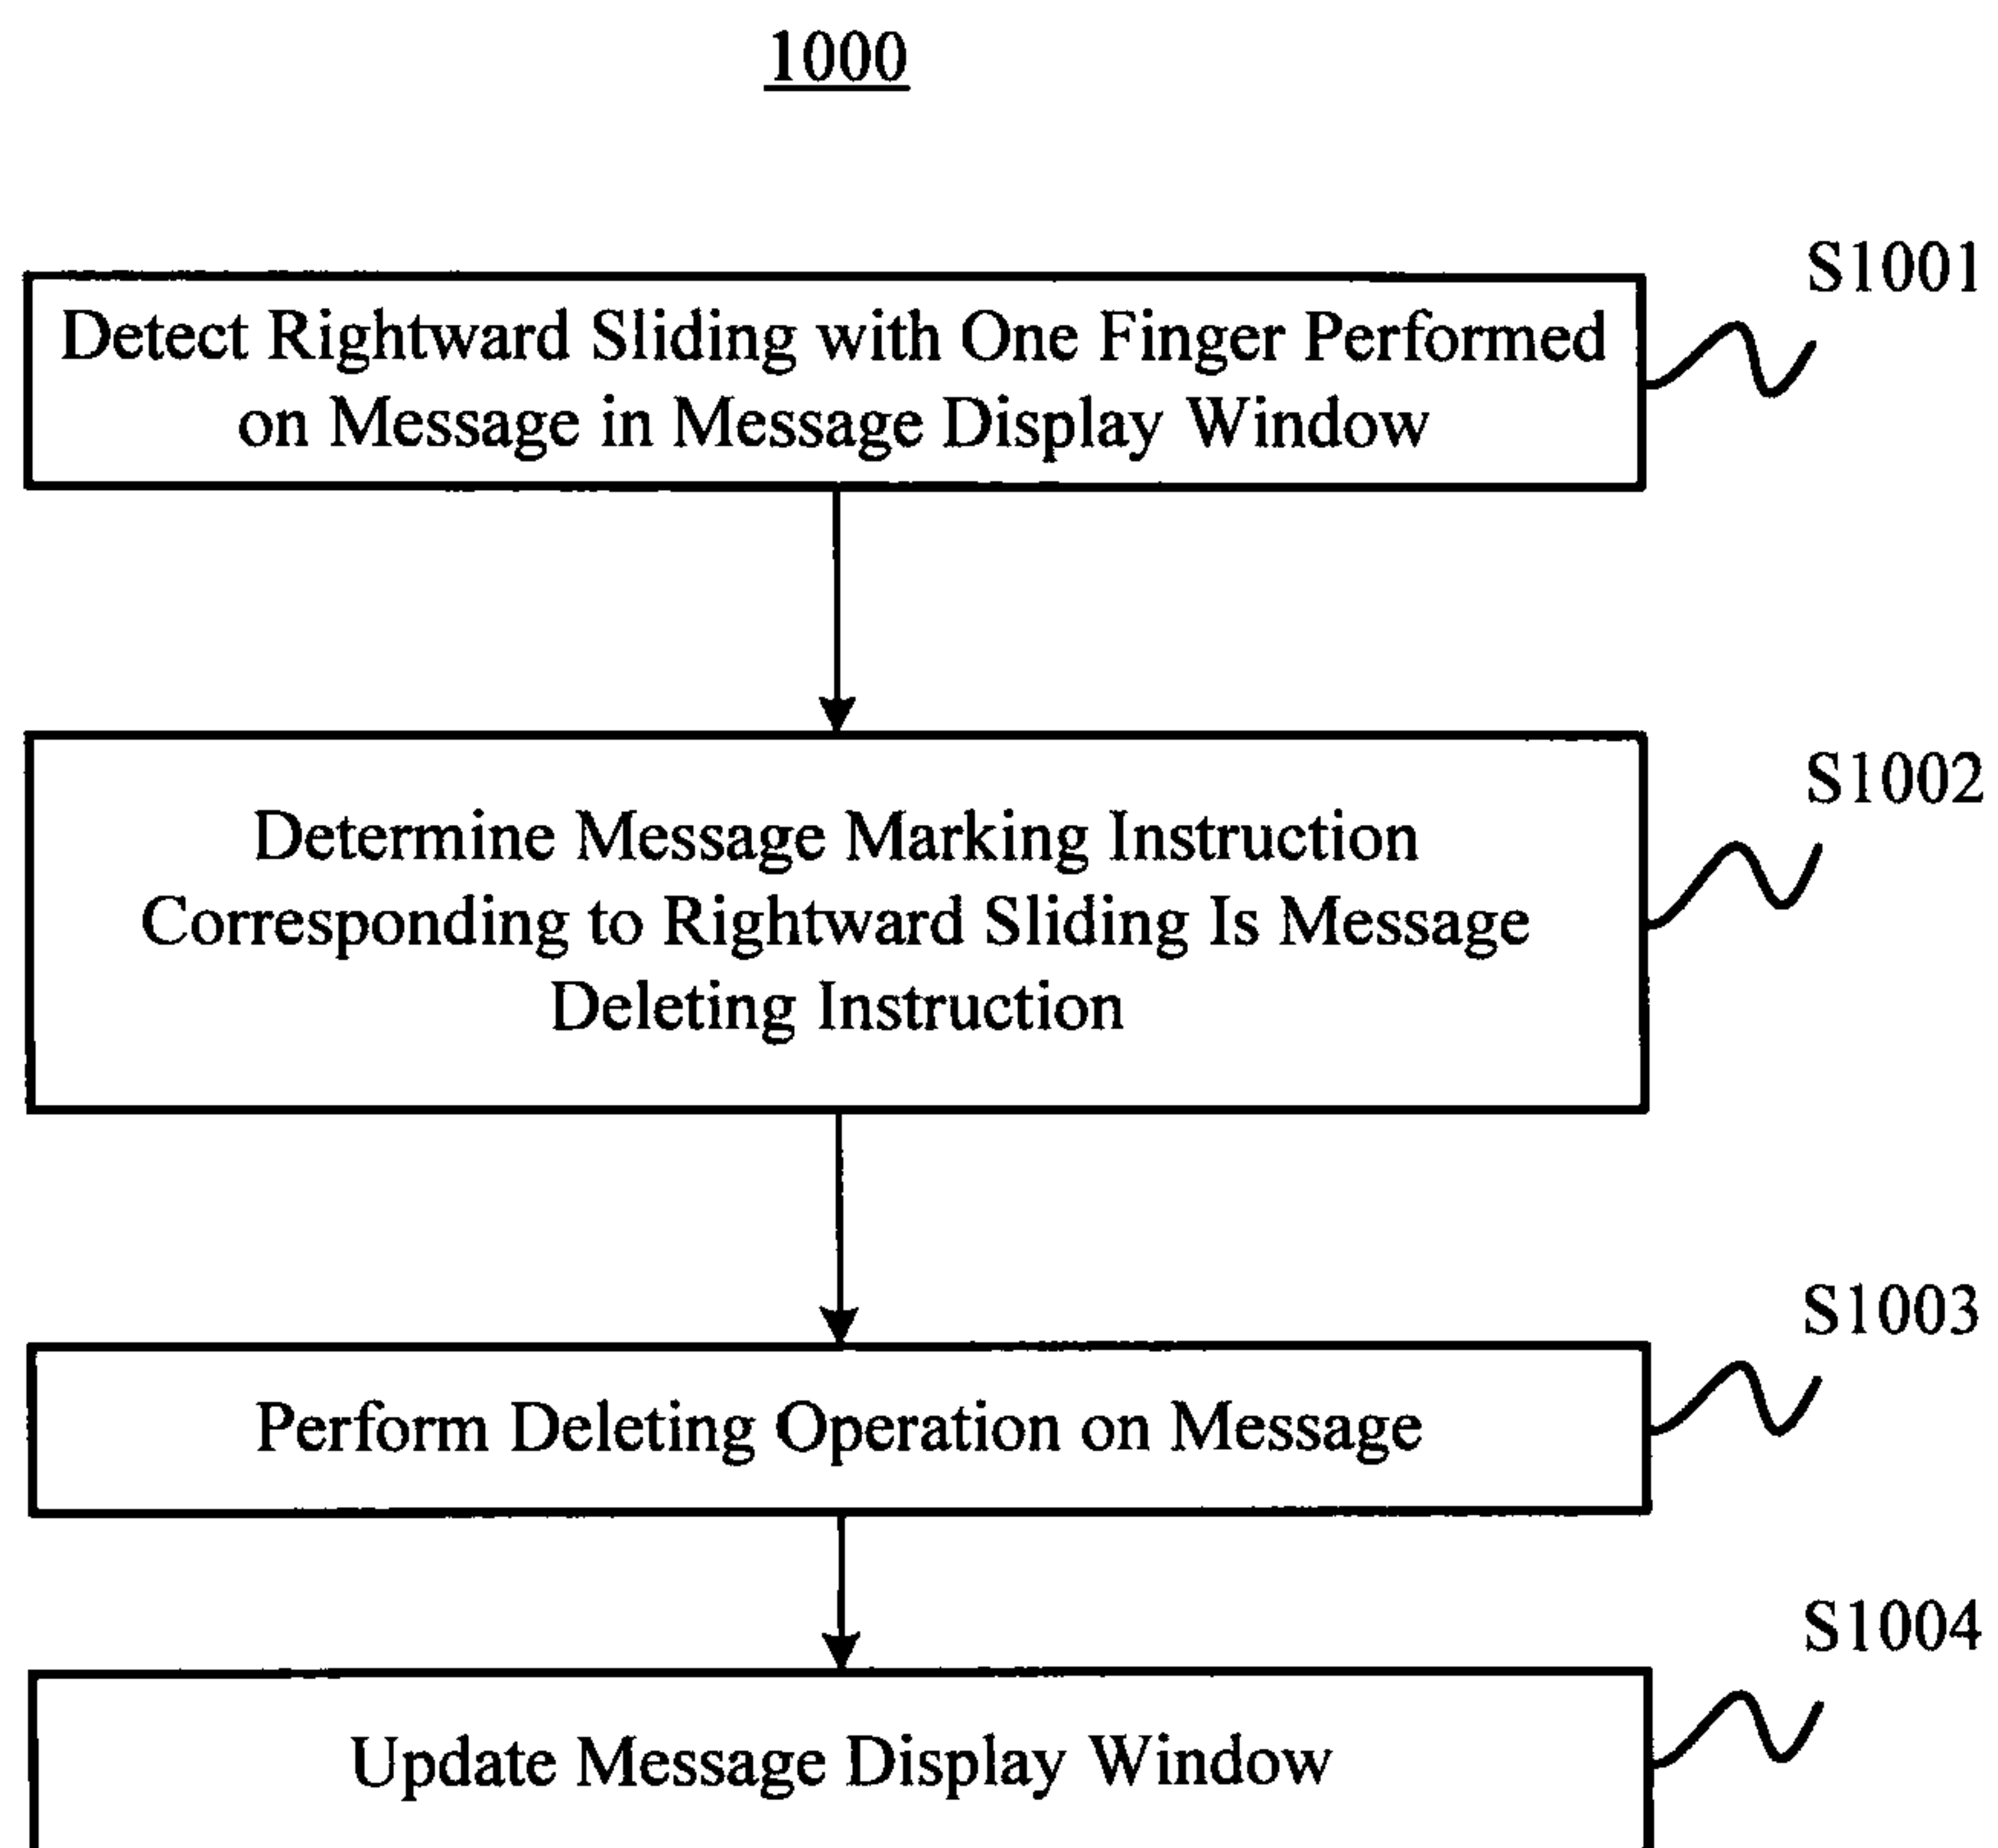 1000
S1001
Detect Rightward Sliding with One Finger Performed
on Message in Message Display Window
S1002
Determine Message Marking Instruction
Corresponding to Rightward Sliding Is Message
Deleting Instruction
S1003
Perform Deleting Operation on Message
S1004
Update Message Display Window